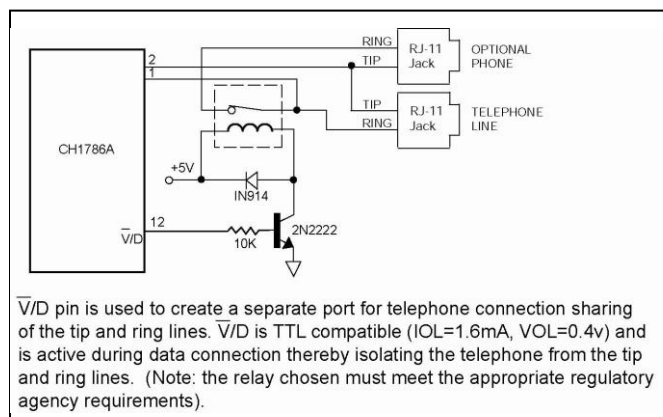 RING
RJ-11
Jack
OPTIONAL
PHONE
2
TIP
1
TIP
RJ-11
Jack
TELEPHONE
LINE
RING
CH1786A
+5V
IN914
12
V̅/D
10K
2N2222
V̅/D pin is used to create a separate port for telephone connection sharing
of the tip and ring lines. V̅/D is TTL compatible (IOL=1.6mA, VOL=0.4v) and
is active during data connection thereby isolating the telephone from the tip
and ring lines. (Note: the relay chosen must meet the appropriate regulatory
agency requirements).